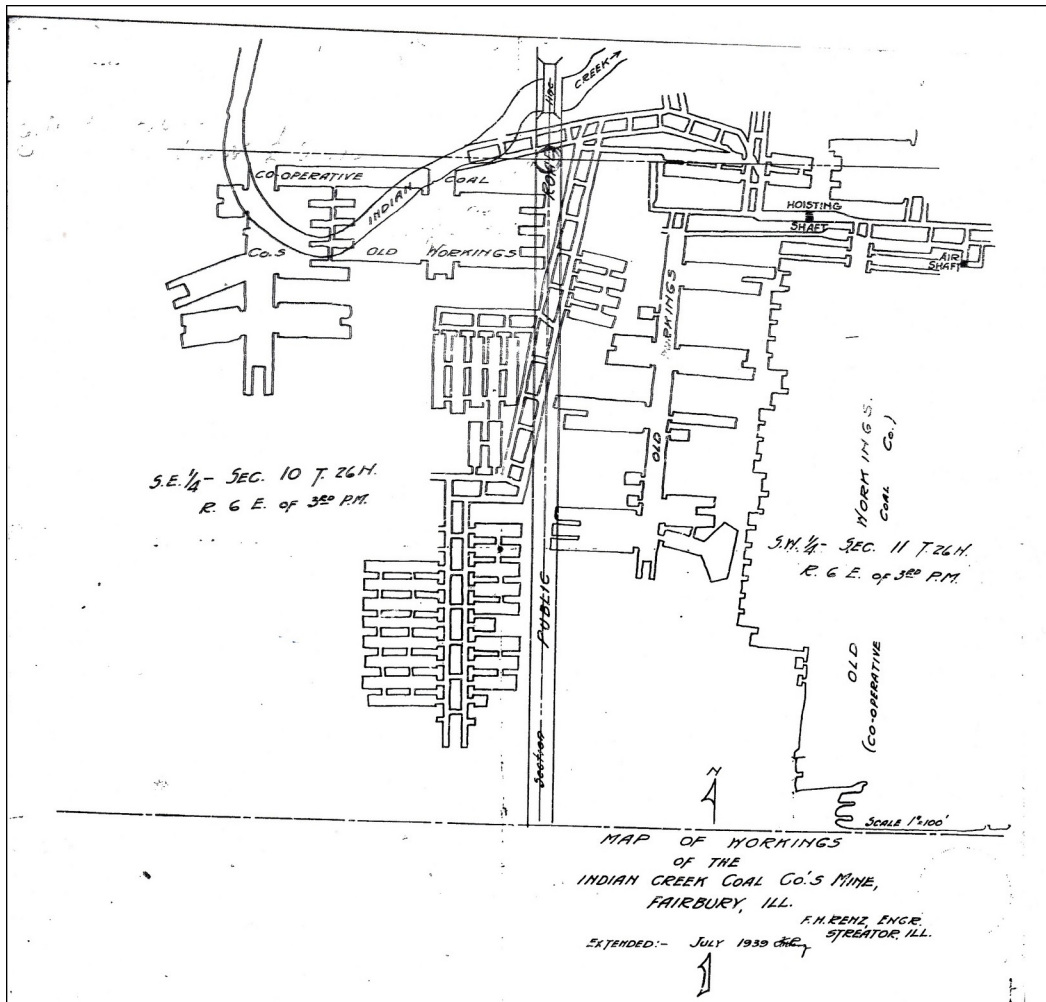 CREEK→
LINE
ROAD
CO-OPERATIVE
INDIAN
COAL
CO.S
OLD
WORKINGS
HOISTING
SHAFT
AIR
SHAFT
WORKINGS
OLD
S.E. ¼ - SEC. 10 T. 26 N.
R. 6 E. OF 3RD P.M.
S.W. ¼ - SEC. 11 T. 26 N.
R. 6 E. OF 3RD P.M.
OLD WORKINGS.
(CO-OPERATIVE COAL CO.)
PUBLIC
SECTION
N
SCALE 1"=100'
MAP OF WORKINGS
OF THE
INDIAN CREEK COAL CO.'S MINE,
FAIRBURY, ILL.
F.H. RENZ, ENGR.
STREATOR, ILL.
EXTENDED:- JULY 1939